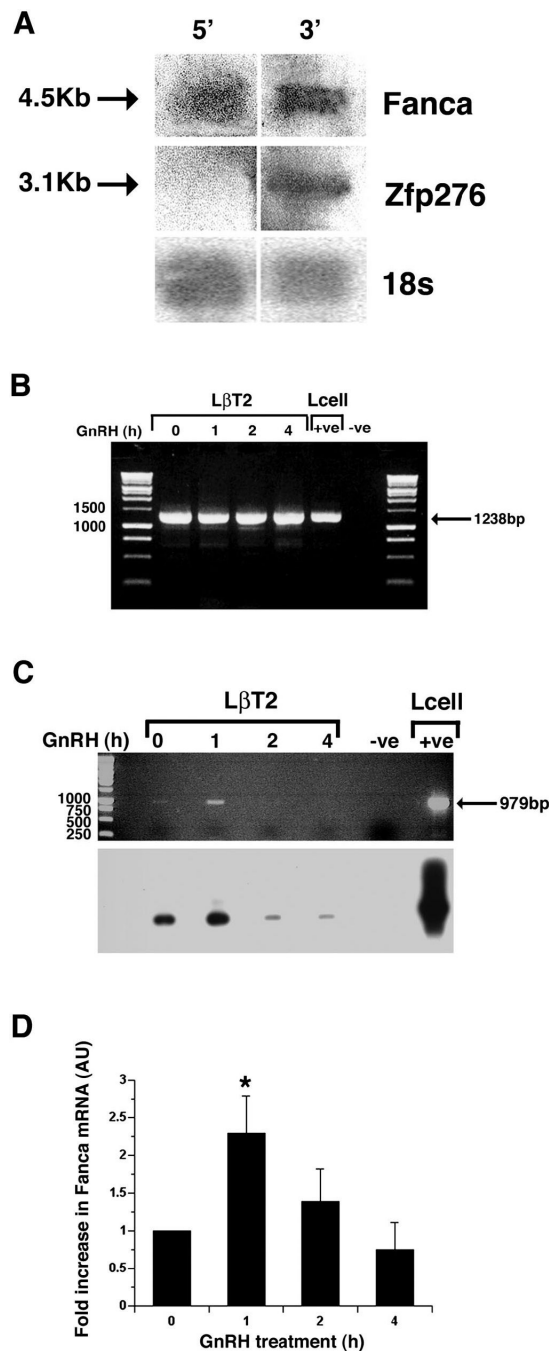 A
5’ 3’
4.5Kb Fanca
3.1Kb Zfp276
18s
B
LβT2 Lcell
GnRH (h) 0 1 2 4 +ve -ve
1500
1000
1238bp
C
LβT2 Lcell
GnRH (h) 0 1 2 4 -ve +ve
1000
750
500
250
979bp
D
Fold increase in Fanca mRNA (AU)
3
2.5
2
1.5
1
0.5
0
*
0 1 2 4
GnRH treatment (h)